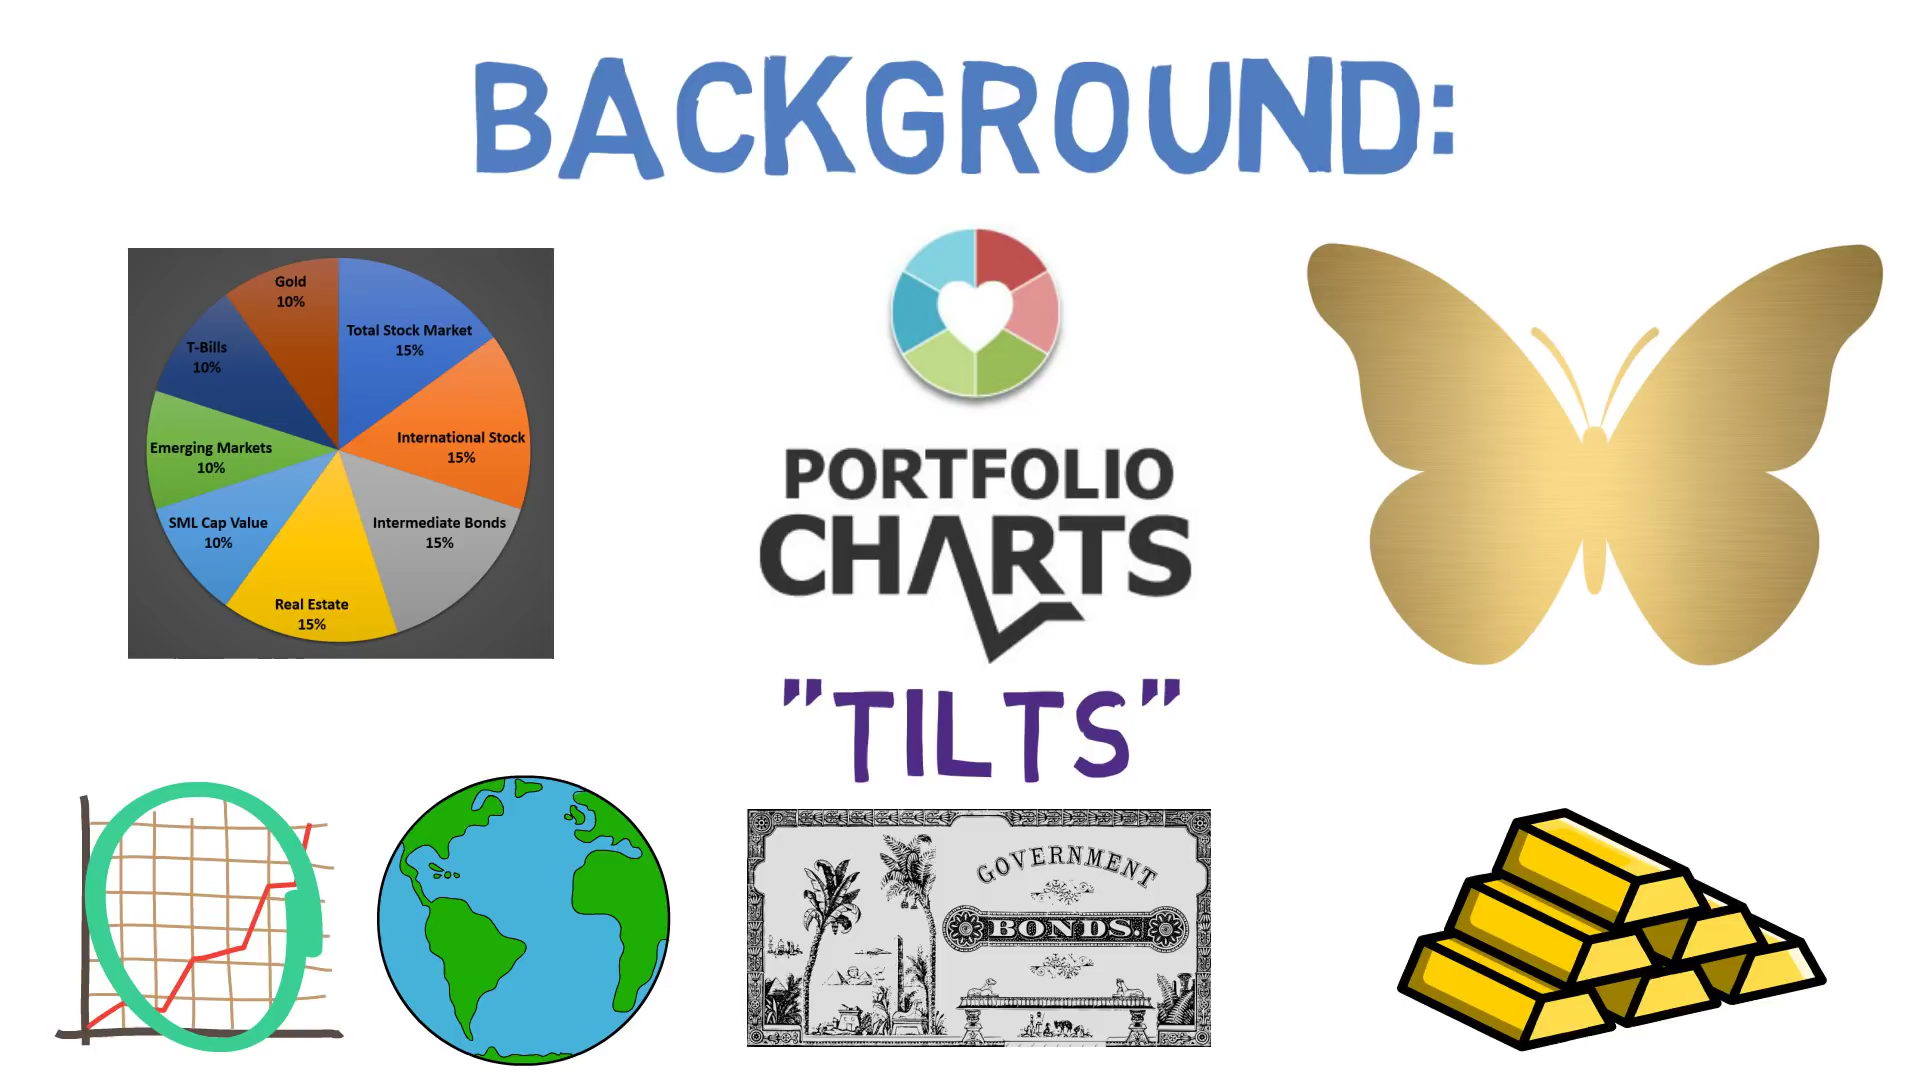 BACKGROUND:
Gold
10%
Total Stock Market
15%
T-Bills
10%
International Stock
15%
Emerging Markets
10%
SML Cap Value
10%
Intermediate Bonds
15%
Real Estate
15%
PORTFOLIO
CHARTS
"TILTS"
GOVERNMENT
BONDS.